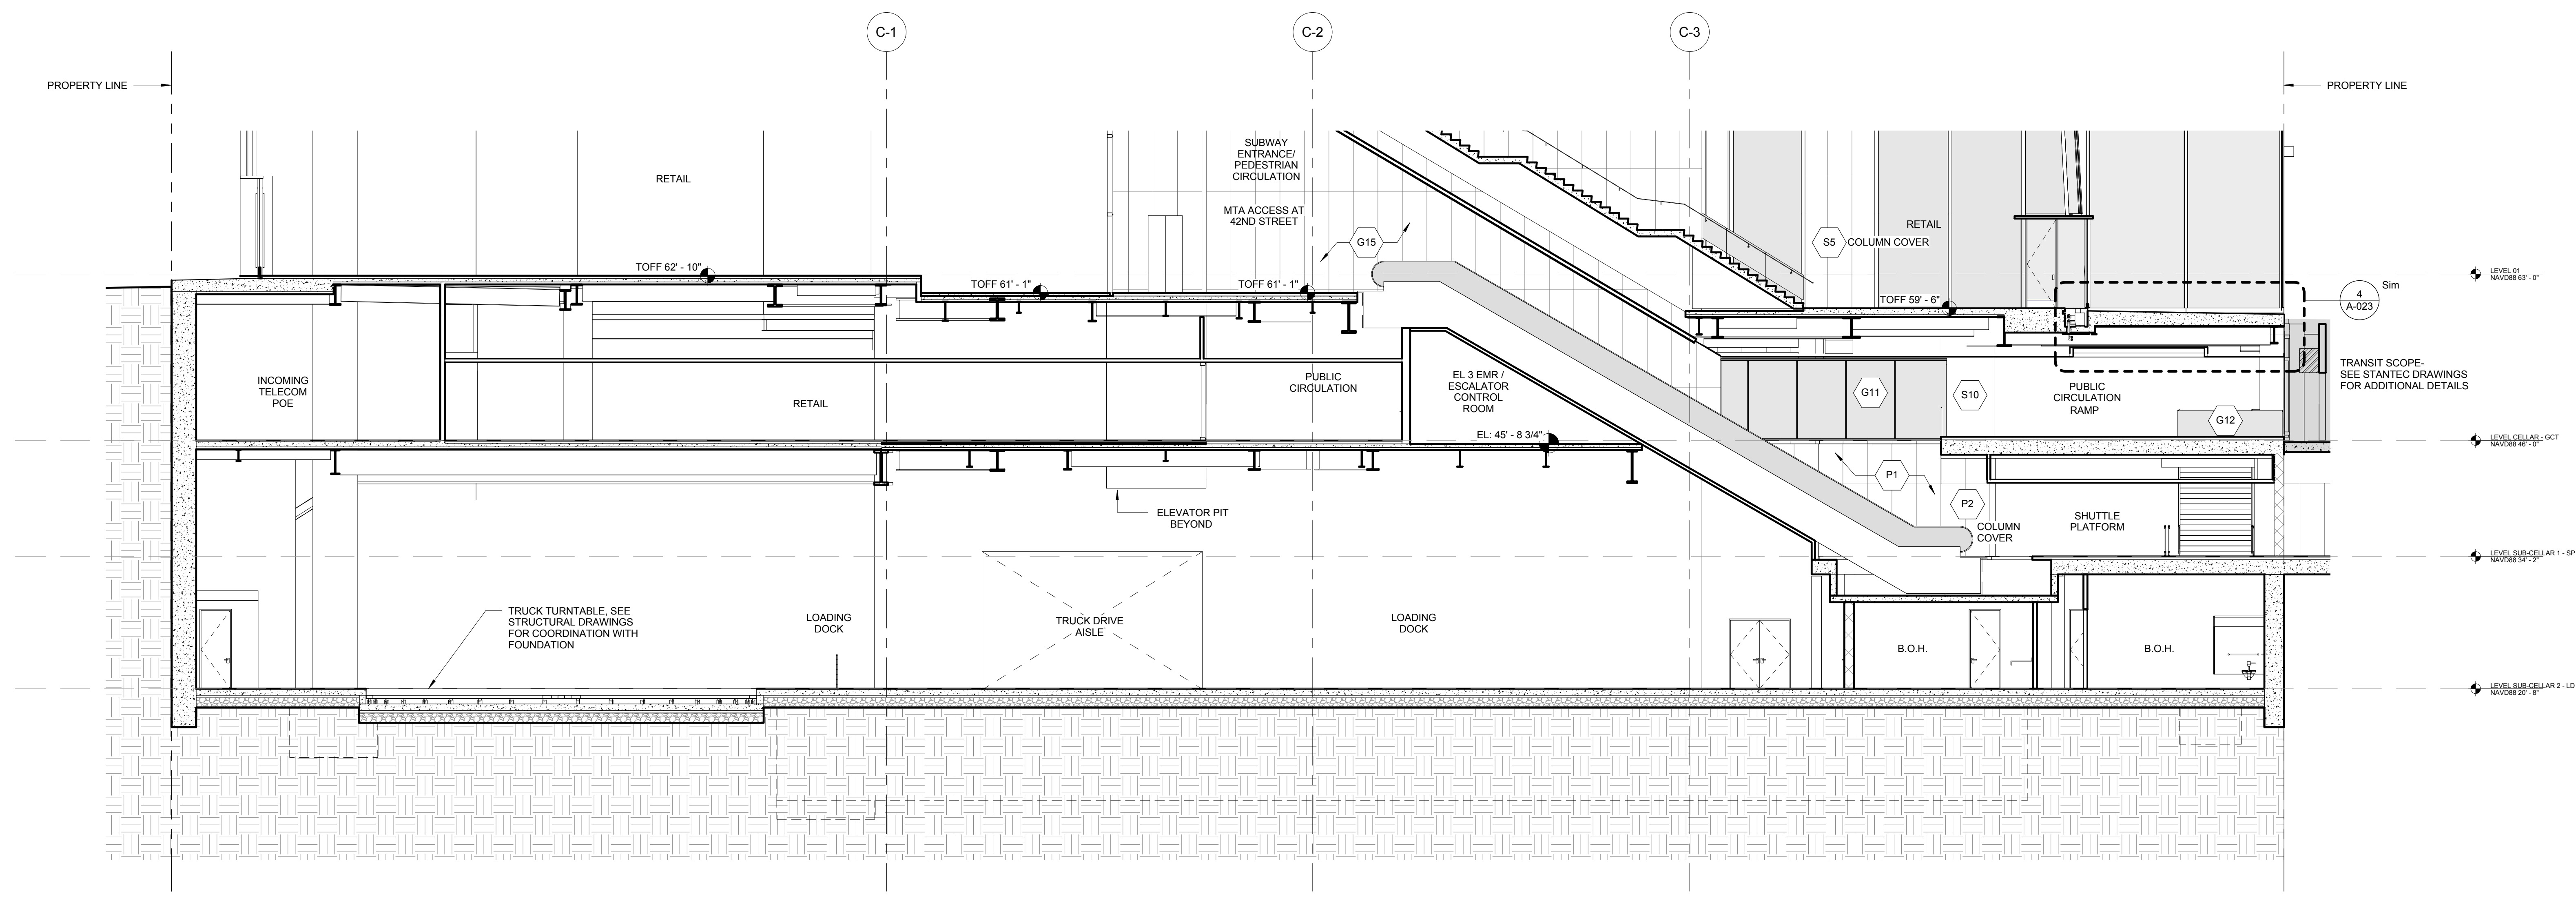 C-1
C-2
C-3
PROPERTY LINE
PROPERTY LINE
SUBWAY
ENTRANCE/
PEDESTRIAN
CIRCULATION
MTA ACCESS AT
42ND STREET
RETAIL
RETAIL
G15
S5 COLUMN COVER
TOFF 62' - 10"
TOFF 61' - 1"
TOFF 61' - 1"
TOFF 59' - 6"
LEVEL 01
NAVD88 63' - 0"
Sim
4
A-023
TRANSIT SCOPE-
SEE STANTEC DRAWINGS
FOR ADDITIONAL DETAILS
INCOMING
TELECOM
POE
RETAIL
PUBLIC
CIRCULATION
EL 3 EMR /
ESCALATOR
CONTROL
ROOM
G11
S10
PUBLIC
CIRCULATION
RAMP
G12
EL: 45' - 8 3/4"
LEVEL CELLAR - GCT
NAVD88 46' - 0"
P1
P2
COLUMN
COVER
SHUTTLE
PLATFORM
ELEVATOR PIT
BEYOND
LEVEL SUB-CELLAR 1 - SP
NAVD88 34' - 2"
TRUCK TURNTABLE, SEE
STRUCTURAL DRAWINGS
FOR COORDINATION WITH
FOUNDATION
LOADING
DOCK
TRUCK DRIVE
AISLE
LOADING
DOCK
B.O.H.
B.O.H.
LEVEL SUB-CELLAR 2 - LD
NAVD88 20' - 8"